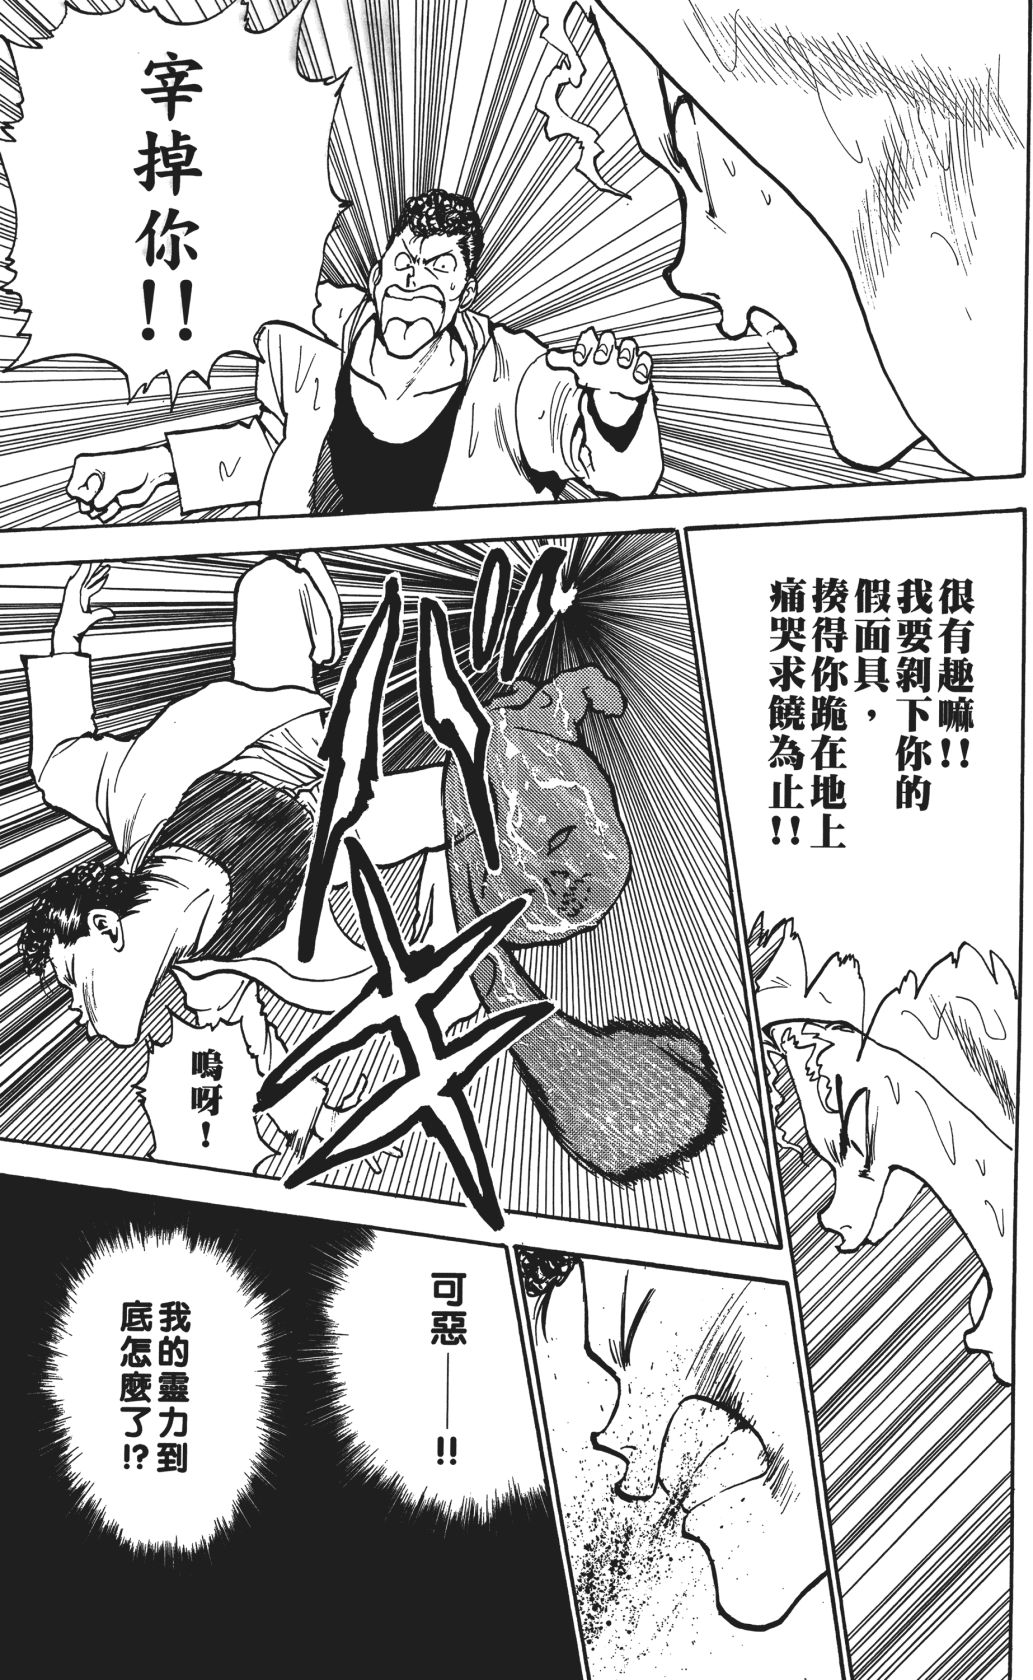 宰掉你!!
很有趣嘛!!
我要剝下你的
假面具，
揍得你跪在地上
痛哭求饒為止!!
嗚呀！
可惡——!!
我的靈力到
底怎麼了!?